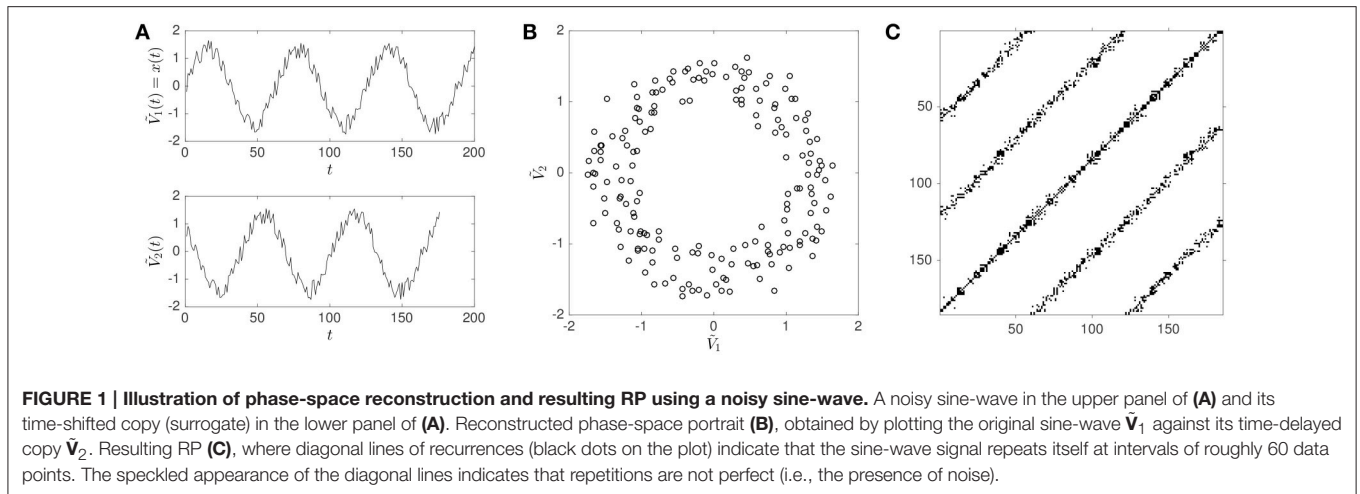 A
Ṽ₁(t) = x(t)
2
1
0
-1
-2
0 50 100 150 200
t
Ṽ₂(t)
2
1
0
-1
-2
0 50 100 150 200
t
B
Ṽ₂
2
1
0
-1
-2
-2 -1 0 1 2
Ṽ₁
C
50
100
150
50 100 150
FIGURE 1 | Illustration of phase-space reconstruction and resulting RP using a noisy sine-wave. A noisy sine-wave in the upper panel of (A) and its
time-shifted copy (surrogate) in the lower panel of (A). Reconstructed phase-space portrait (B), obtained by plotting the original sine-wave Ṽ₁ against its time-delayed
copy Ṽ₂. Resulting RP (C), where diagonal lines of recurrences (black dots on the plot) indicate that the sine-wave signal repeats itself at intervals of roughly 60 data
points. The speckled appearance of the diagonal lines indicates that repetitions are not perfect (i.e., the presence of noise).